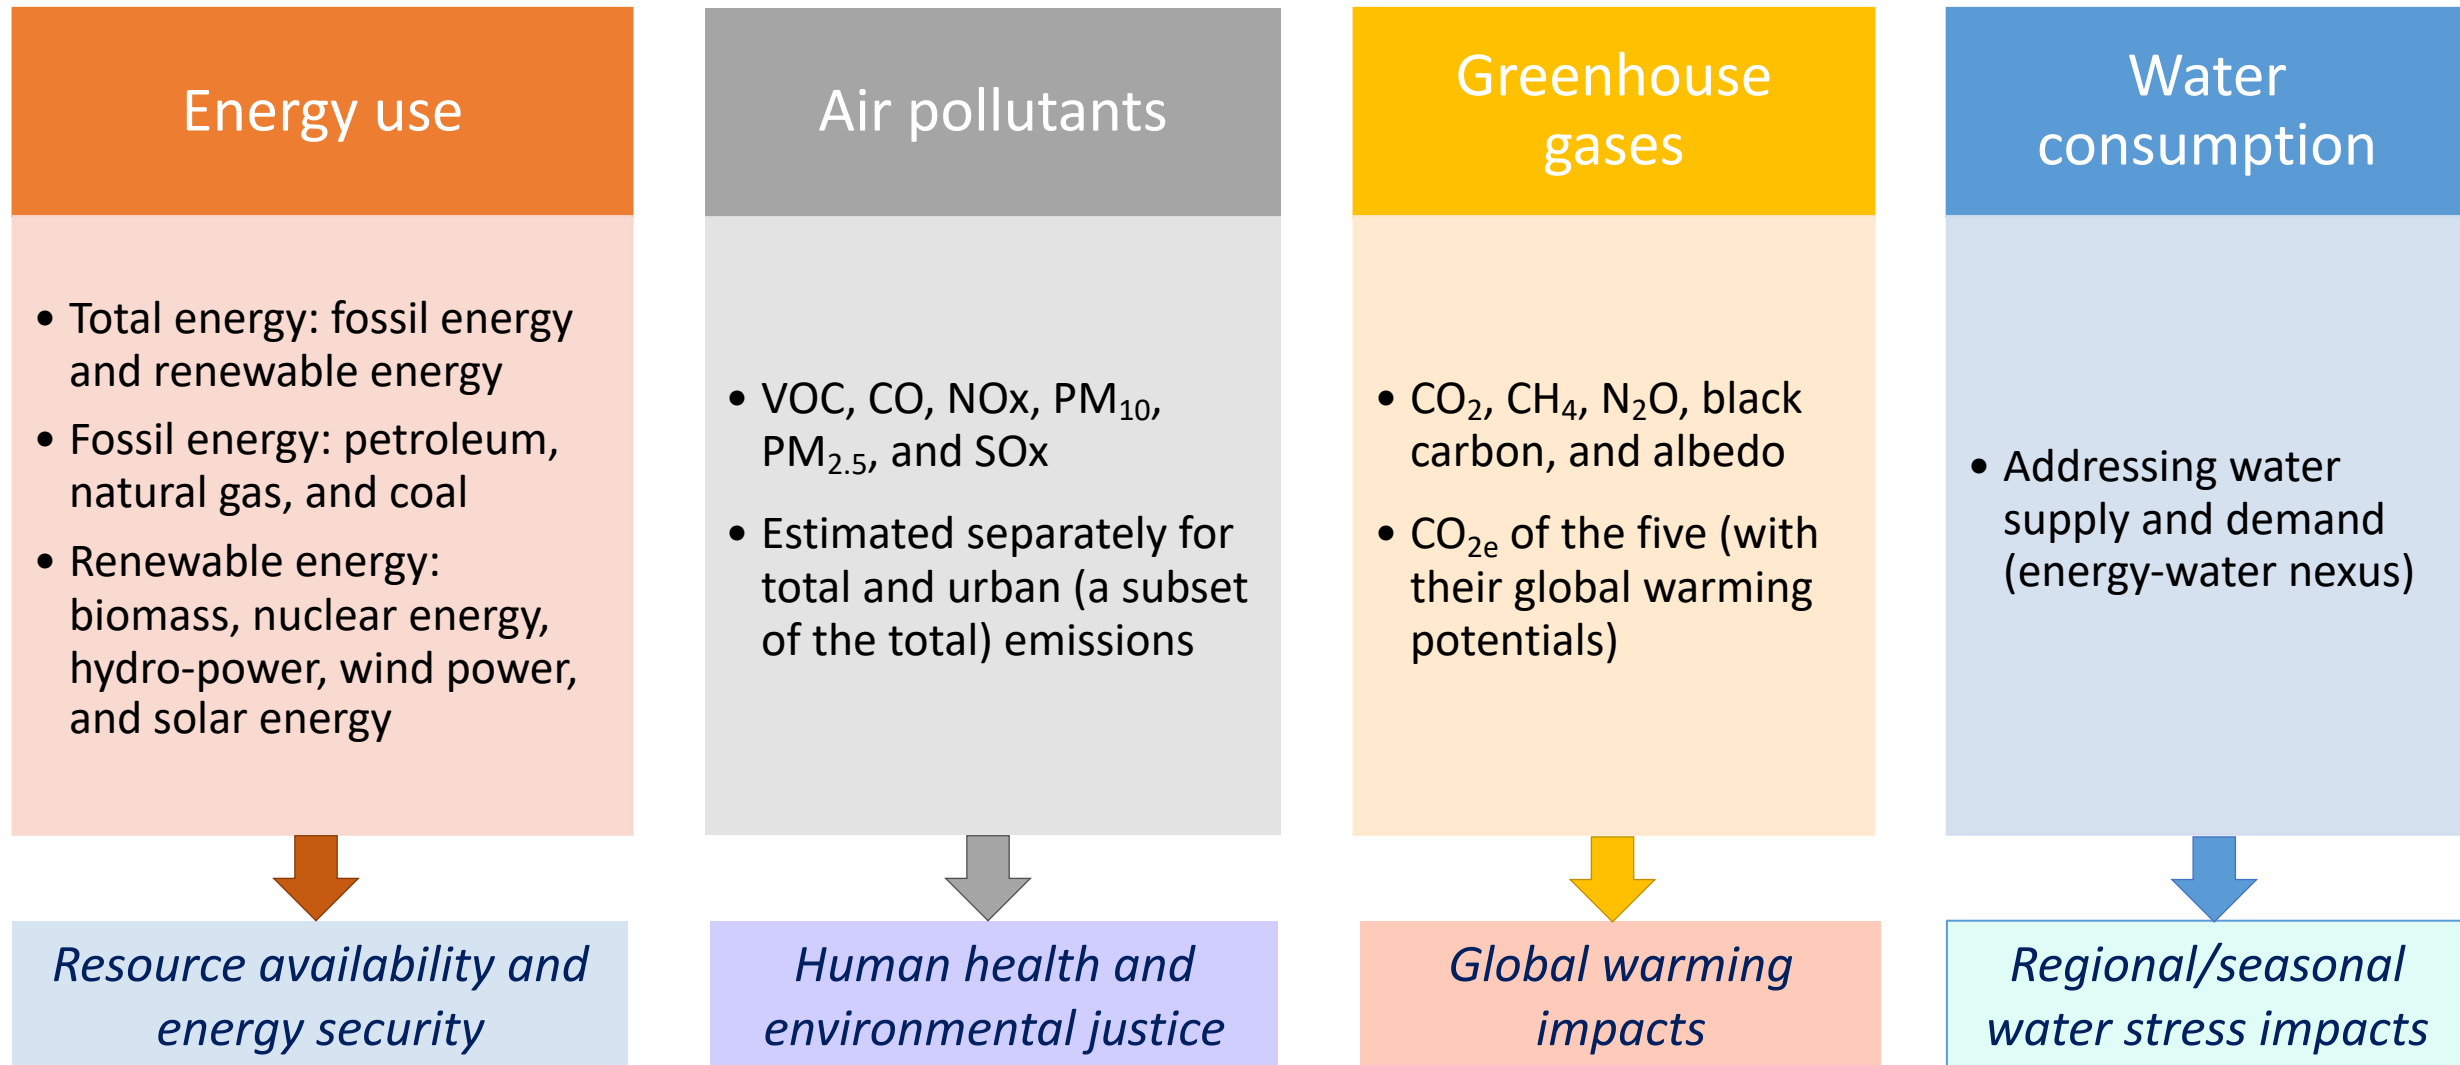 Energy use
• Total energy: fossil energy
and renewable energy
• Fossil energy: petroleum,
natural gas, and coal
• Renewable energy:
biomass, nuclear energy,
hydro-power, wind power,
and solar energy
Resource availability and
energy security
Air pollutants
• VOC, CO, NOx, PM₁₀,
PM₂.₅, and SOx
• Estimated separately for
total and urban (a subset
of the total) emissions
Human health and
environmental justice
Greenhouse
gases
• CO₂, CH₄, N₂O, black
carbon, and albedo
• CO₂ₑ of the five (with
their global warming
potentials)
Global warming
impacts
Water
consumption
• Addressing water
supply and demand
(energy-water nexus)
Regional/seasonal
water stress impacts